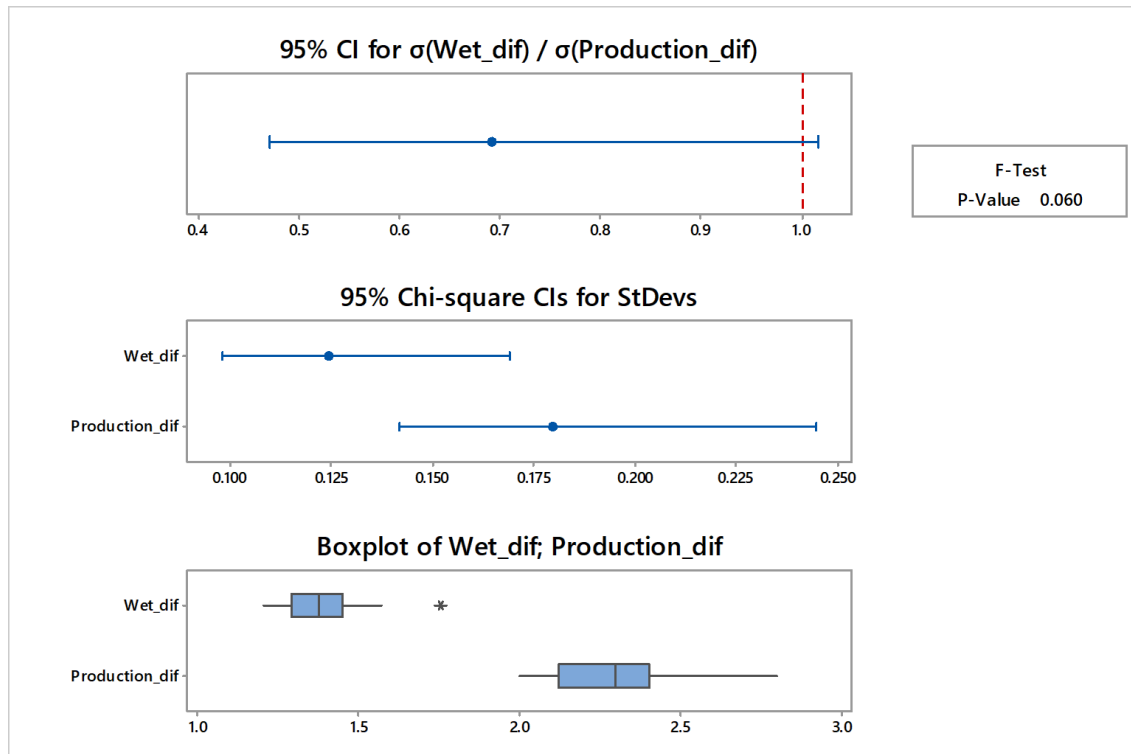 95% CI for σ(Wet_dif) / σ(Production_dif)
0.4 0.5 0.6 0.7 0.8 0.9 1.0
F-Test
P-Value 0.060
95% Chi-square CIs for StDevs
Wet_dif
Production_dif
0.100 0.125 0.150 0.175 0.200 0.225 0.250
Boxplot of Wet_dif; Production_dif
Wet_dif
Production_dif
1.0 1.5 2.0 2.5 3.0